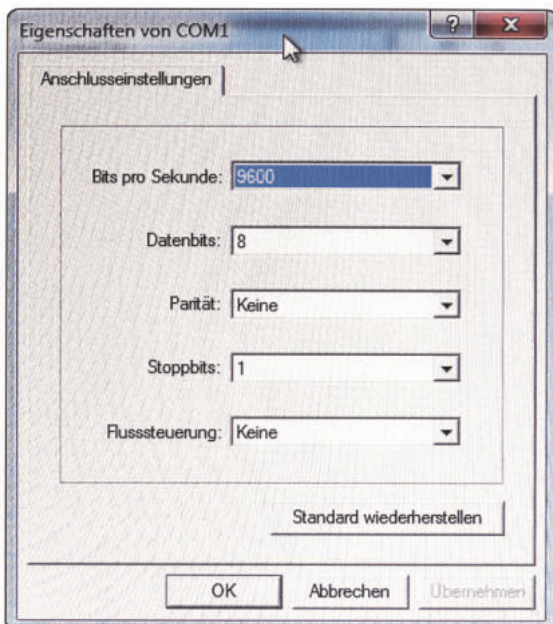 Eigenschaften von COM1 ?
Anschlusseinstellungen
Bits pro Sekunde: 9600
Datenbits: 8
Parität: Keine
Stoppbits: 1
Flusssteuerung: Keine
Standard wiederherstellen
OK Abbrechen Übernehmen